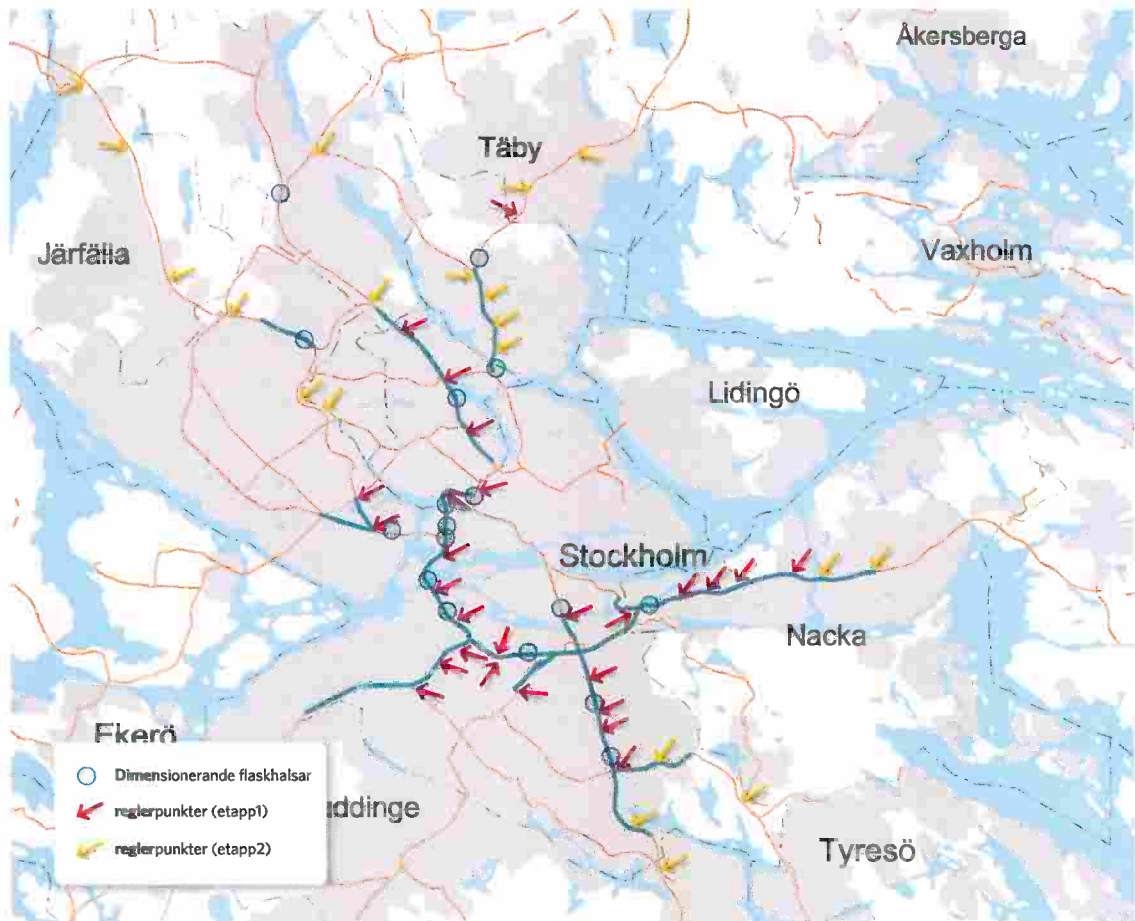 Åkersberga
Täby
Järfälla
Vaxholm
Lidingö
Stockholm
Nacka
Ekerö
uddinge
Tyresö
Dimensionerande flaskhalsar
reglerpunkter (etapp1)
reglerpunkter (etapp2)